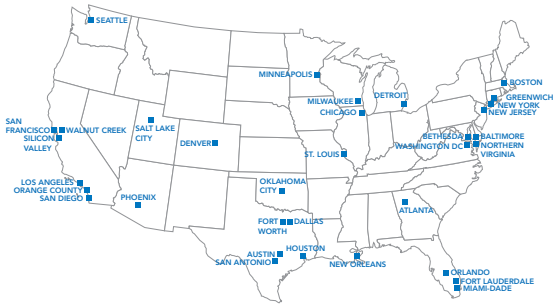 SEATTLE
MINNEAPOLIS
BOSTON
DETROIT
GREENWICH
MILWAUKEE
NEW YORK
CHICAGO
NEW JERSEY
SAN
FRANCISCO
WALNUT CREEK
SILICON
VALLEY
SALT LAKE
CITY
DENVER
BETHESDA
BALTIMORE
WASHINGTON DC
NORTHERN
VIRGINIA
ST. LOUIS
LOS ANGELES
ORANGE COUNTY
SAN DIEGO
PHOENIX
OKLAHOMA
CITY
ATLANTA
FORT
WORTH
DALLAS
AUSTIN
SAN ANTONIO
HOUSTON
NEW ORLEANS
ORLANDO
FORT LAUDERDALE
MIAMI-DADE